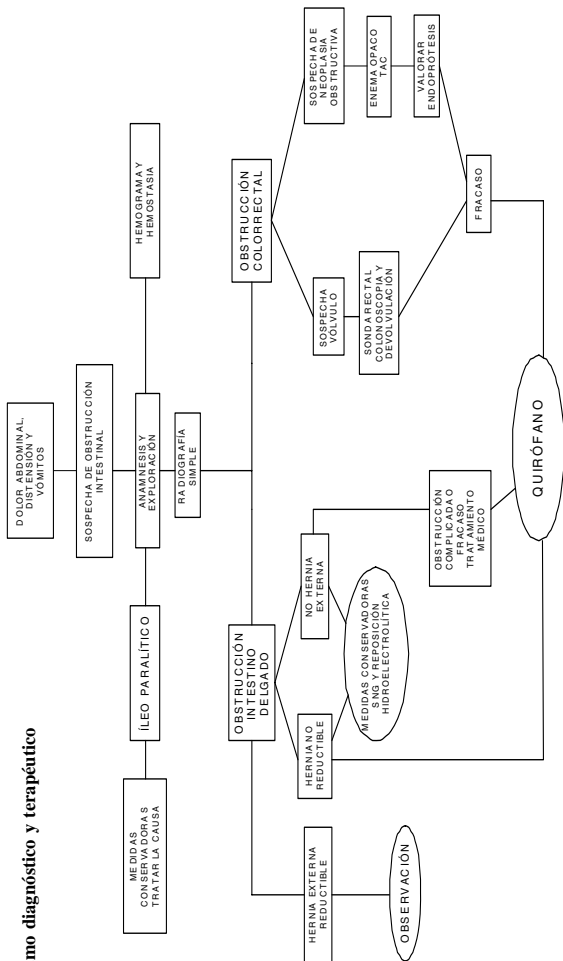 mo diagnóstico y terapéutico
DOLOR ABDOMINAL,
DISTENSIÓN Y
VÓMITOS
SOSPECHA DE OBSTRUCCIÓN
INTESTINAL
MEDIDAS
CONSERVADORAS
TRATAR LA CAUSA
ÍLEO PARALÍTICO
ANAMNESIS Y
EXPLORACIÓN
HEMOGRAMA Y
HEMOSTASIA
RADIOGRAFÍA
SIMPLE
OBSTRUCCIÓN
INTESTINO
DELGADO
OBSTRUCCIÓN
COLORRECTAL
HERNIA EXTERNA
REDUCTIBLE
HERNIA NO
REDUCTIBLE
NO HERNIA
EXTERNA
SOSPECHA
VÓLVULO
SOSPECHA DE
NEOPLASIA
OBSTRUCTIVA
MEDIDAS CONSERVADORAS
SNG Y REPOSICIÓN
HIDROELECTROLÍTICA
SONDA RECTAL
COLONOSCOPIA Y
DEVOLVULACIÓN
ENEMA OPACO
TAC
VALORAR
ENDOPRÓTESIS
OBSERVACIÓN
OBSTRUCCIÓN
COMPLICADA O
FRACASO
TRATAMIENTO
MÉDICO
FRACASO
QUIRÓFANO